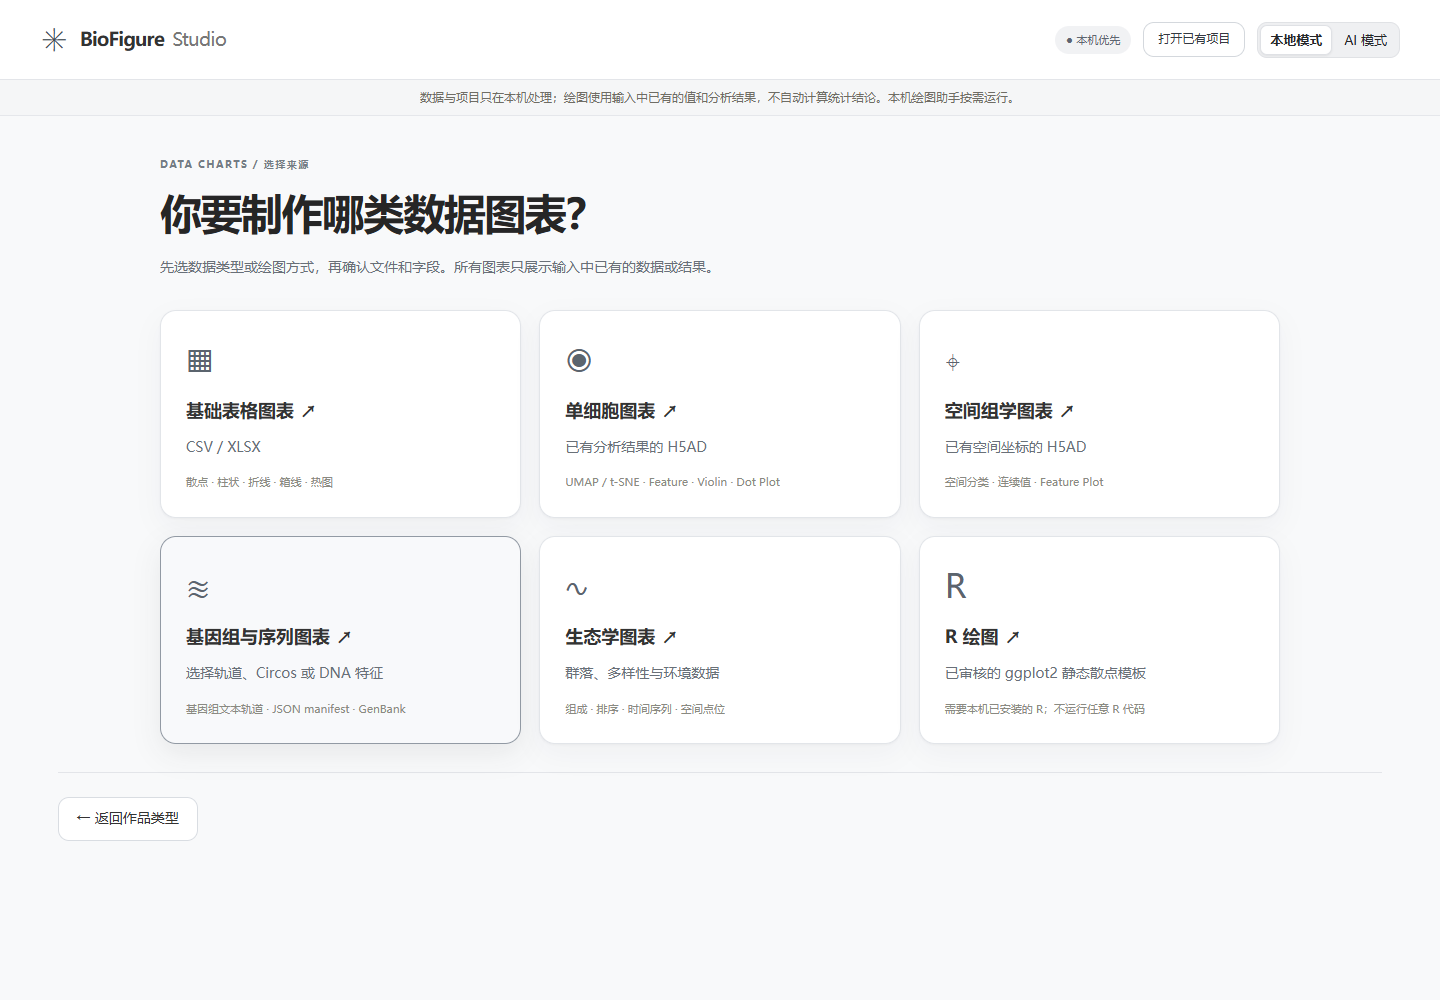 BioFigure Studio
● 本机优先
打开已有项目
本地模式
AI 模式
数据与项目只在本机处理；绘图使用输入中已有的值和分析结果，不自动计算统计结论。本机绘图助手按需运行。
DATA CHARTS / 选择来源
你要制作哪类数据图表？
先选数据类型或绘图方式，再确认文件和字段。所有图表只展示输入中已有的数据或结果。
基础表格图表 ↗
CSV / XLSX
散点 · 柱状 · 折线 · 箱线 · 热图
单细胞图表 ↗
已有分析结果的 H5AD
UMAP / t-SNE · Feature · Violin · Dot Plot
空间组学图表 ↗
已有空间坐标的 H5AD
空间分类 · 连续值 · Feature Plot
基因组与序列图表 ↗
选择轨道、Circos 或 DNA 特征
基因组文本轨道 · JSON manifest · GenBank
生态学图表 ↗
群落、多样性与环境数据
组成 · 排序 · 时间序列 · 空间点位
R
R 绘图 ↗
已审核的 ggplot2 静态散点模板
需要本机已安装的 R；不运行任意 R 代码
← 返回作品类型